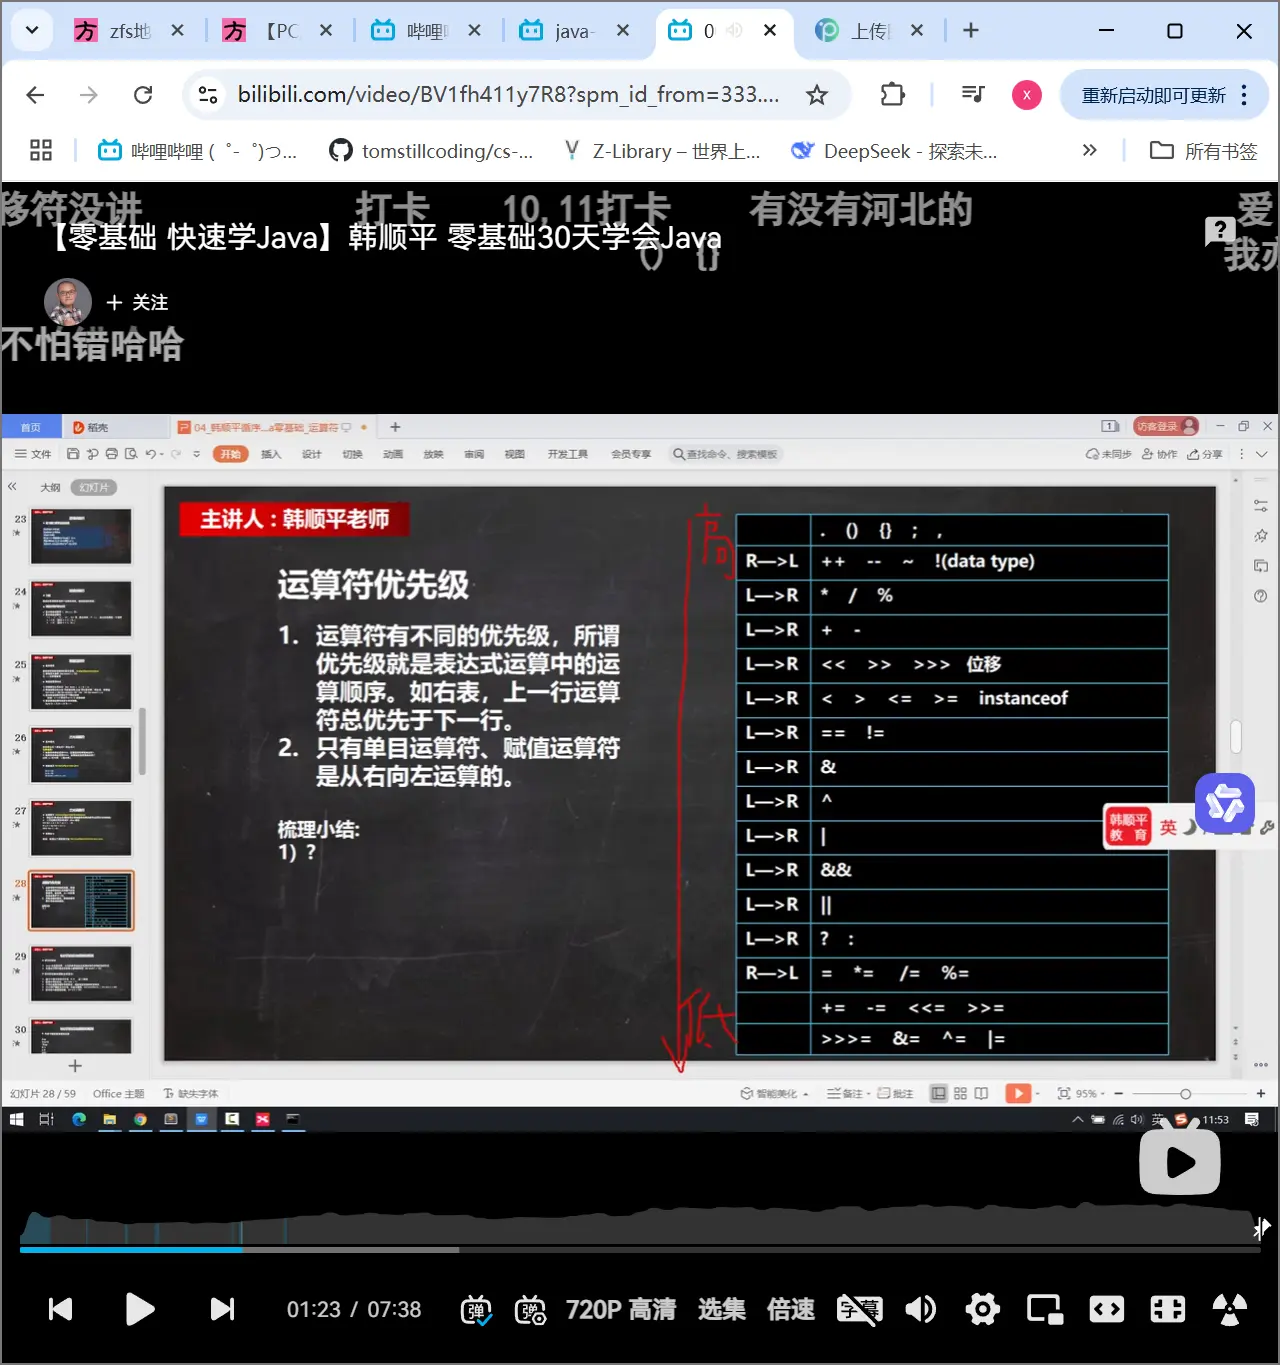 zfs地
【PC
哔哩
java-
0
上传
bilibili.com/video/BV1fh411y7R8?spm_id_from=333....
x
重新启动即可更新
哔哩哔哩 (゜-゜)つ...
tomstillcoding/cs-...
Z-Library – 世界上...
DeepSeek - 探索未...
所有书签
移符没讲
打卡
10,11打卡
有没有河北的
爱
【零基础 快速学Java】韩顺平 零基础30天学会Java
() {}
我亦
+ 关注
不怕错哈哈
首页
稻壳
04_韩顺平循序...a零基础_运算符
访客登录
文件
开始
插入
设计
切换
动画
放映
审阅
视图
开发工具
会员专享
查找命令、搜索模板
未同步
协作
分享
大纲
幻灯片
23
24
25
26
27
28
29
30
主讲人：韩顺平老师
运算符优先级
1. 运算符有不同的优先级，所谓
优先级就是表达式运算中的运
算顺序。如右表，上一行运算
符总优先于下一行。
2. 只有单目运算符、赋值运算符
是从右向左运算的。
梳理小结:
1) ?
高
低
. () {} ; ,
R—>L ++ -- ~ !(data type)
L—>R * / %
L—>R + -
L—>R << >> >>> 位移
L—>R < > <= >= instanceof
L—>R == !=
L—>R &
L—>R ^
L—>R |
L—>R &&
L—>R ||
L—>R ? :
R—>L = *= /= %=
+= -= <<= >>=
>>>= &= ^= |=
韩顺平
教 育
英
幻灯片 28 / 59
Office 主题
缺失字体
智能美化
备注
批注
95%
英
11:53
01:23 / 07:38
弹
弹
720P 高清
选集
倍速
字幕